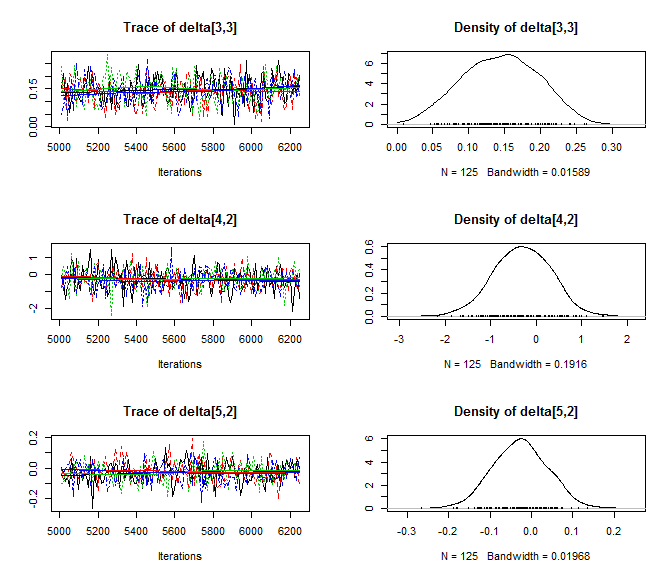 Trace of delta[3,3]
0.00 0.15
5000 5200 5400 5600 5800 6000 6200
Iterations
Density of delta[3,3]
0 2 4 6
0.00 0.05 0.10 0.15 0.20 0.25 0.30
N = 125 Bandwidth = 0.01589
Trace of delta[4,2]
-2 0 1
5000 5200 5400 5600 5800 6000 6200
Iterations
Density of delta[4,2]
0.0 0.2 0.4 0.6
-3 -2 -1 0 1 2
N = 125 Bandwidth = 0.1916
Trace of delta[5,2]
-0.2 0.0 0.2
5000 5200 5400 5600 5800 6000 6200
Iterations
Density of delta[5,2]
0 2 4 6
-0.3 -0.2 -0.1 0.0 0.1 0.2
N = 125 Bandwidth = 0.01968